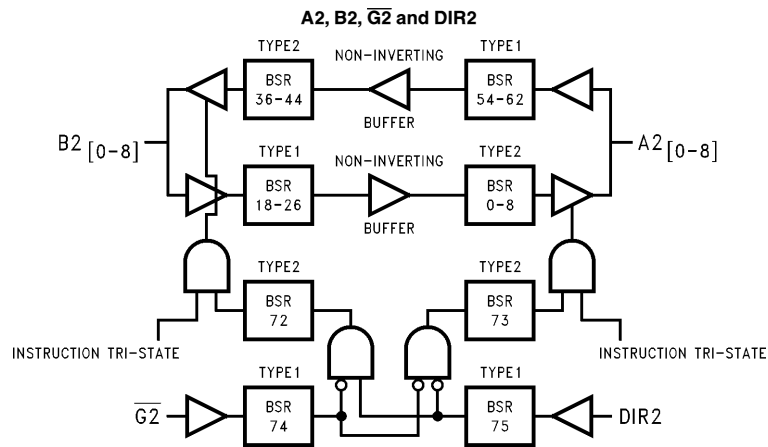 A2, B2, G2 and DIR2
TYPE2
NON-INVERTING
TYPE1
BSR
36-44
BSR
54-62
BUFFER
B2[0-8]
A2[0-8]
TYPE1
NON-INVERTING
TYPE2
BSR
18-26
BSR
0-8
BUFFER
TYPE2
TYPE2
BSR
72
BSR
73
INSTRUCTION TRI-STATE
INSTRUCTION TRI-STATE
TYPE1
TYPE1
G2
BSR
74
BSR
75
DIR2